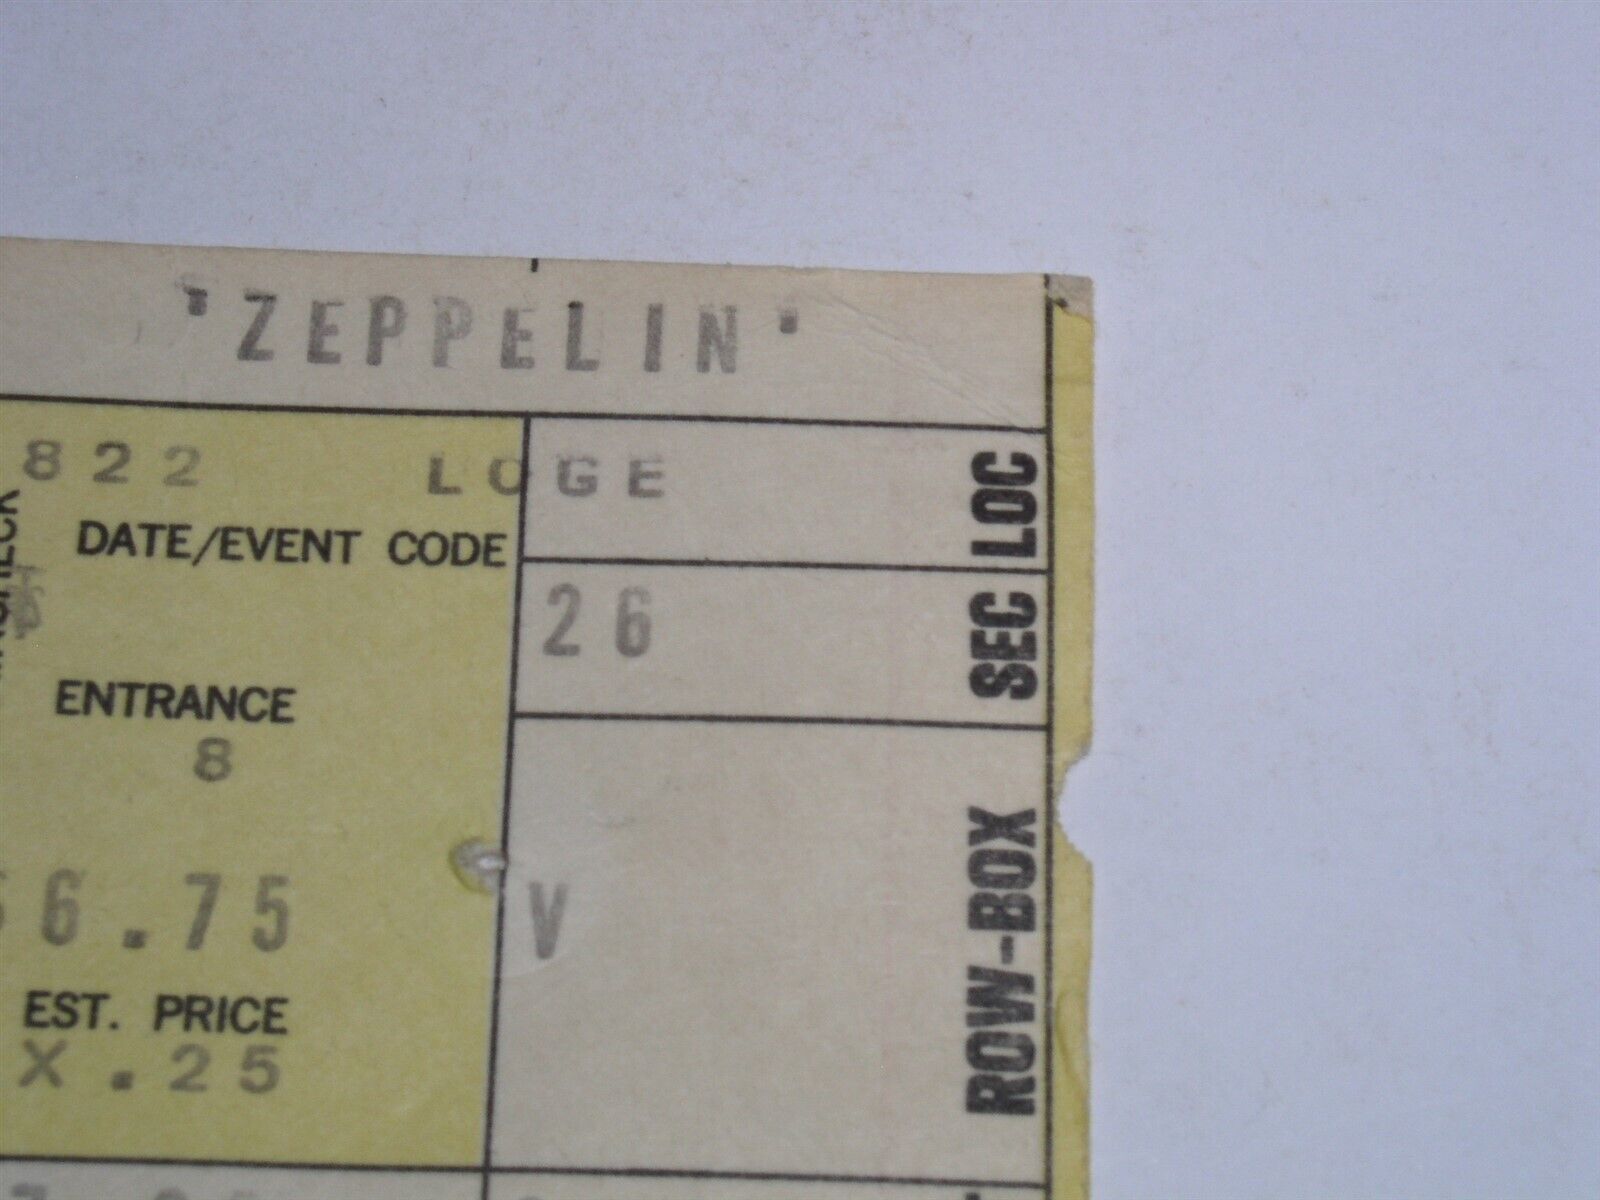 'ZEPPELIN'
822 LOGE
LOC
DATE/EVENT CODE
26
SEC
ENTRANCE
8
6.75
V
ROW-BOX
EST. PRICE
X .25